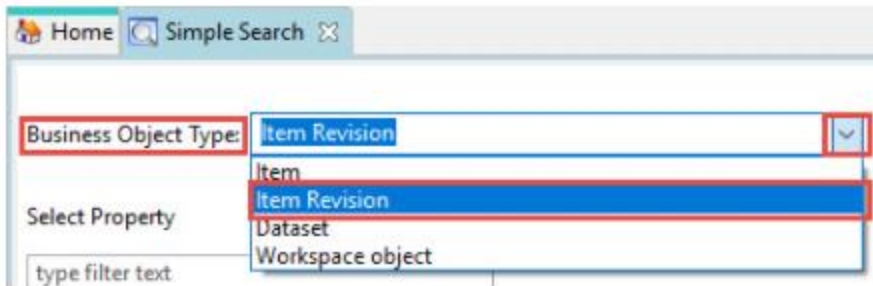 Home Simple Search
Business Object Type: Item Revision
Item
Item Revision
Select Property
Dataset
Workspace object
type filter text